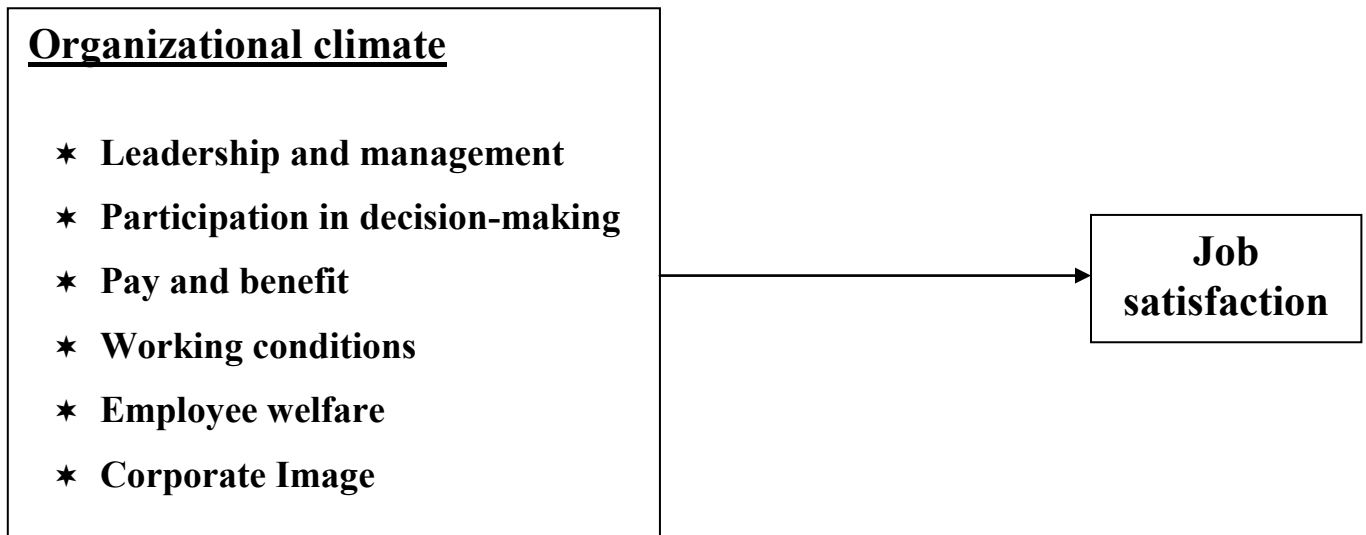 Organizational climate
✶ Leadership and management
✶ Participation in decision-making
✶ Pay and benefit
✶ Working conditions
✶ Employee welfare
✶ Corporate Image
Job
satisfaction